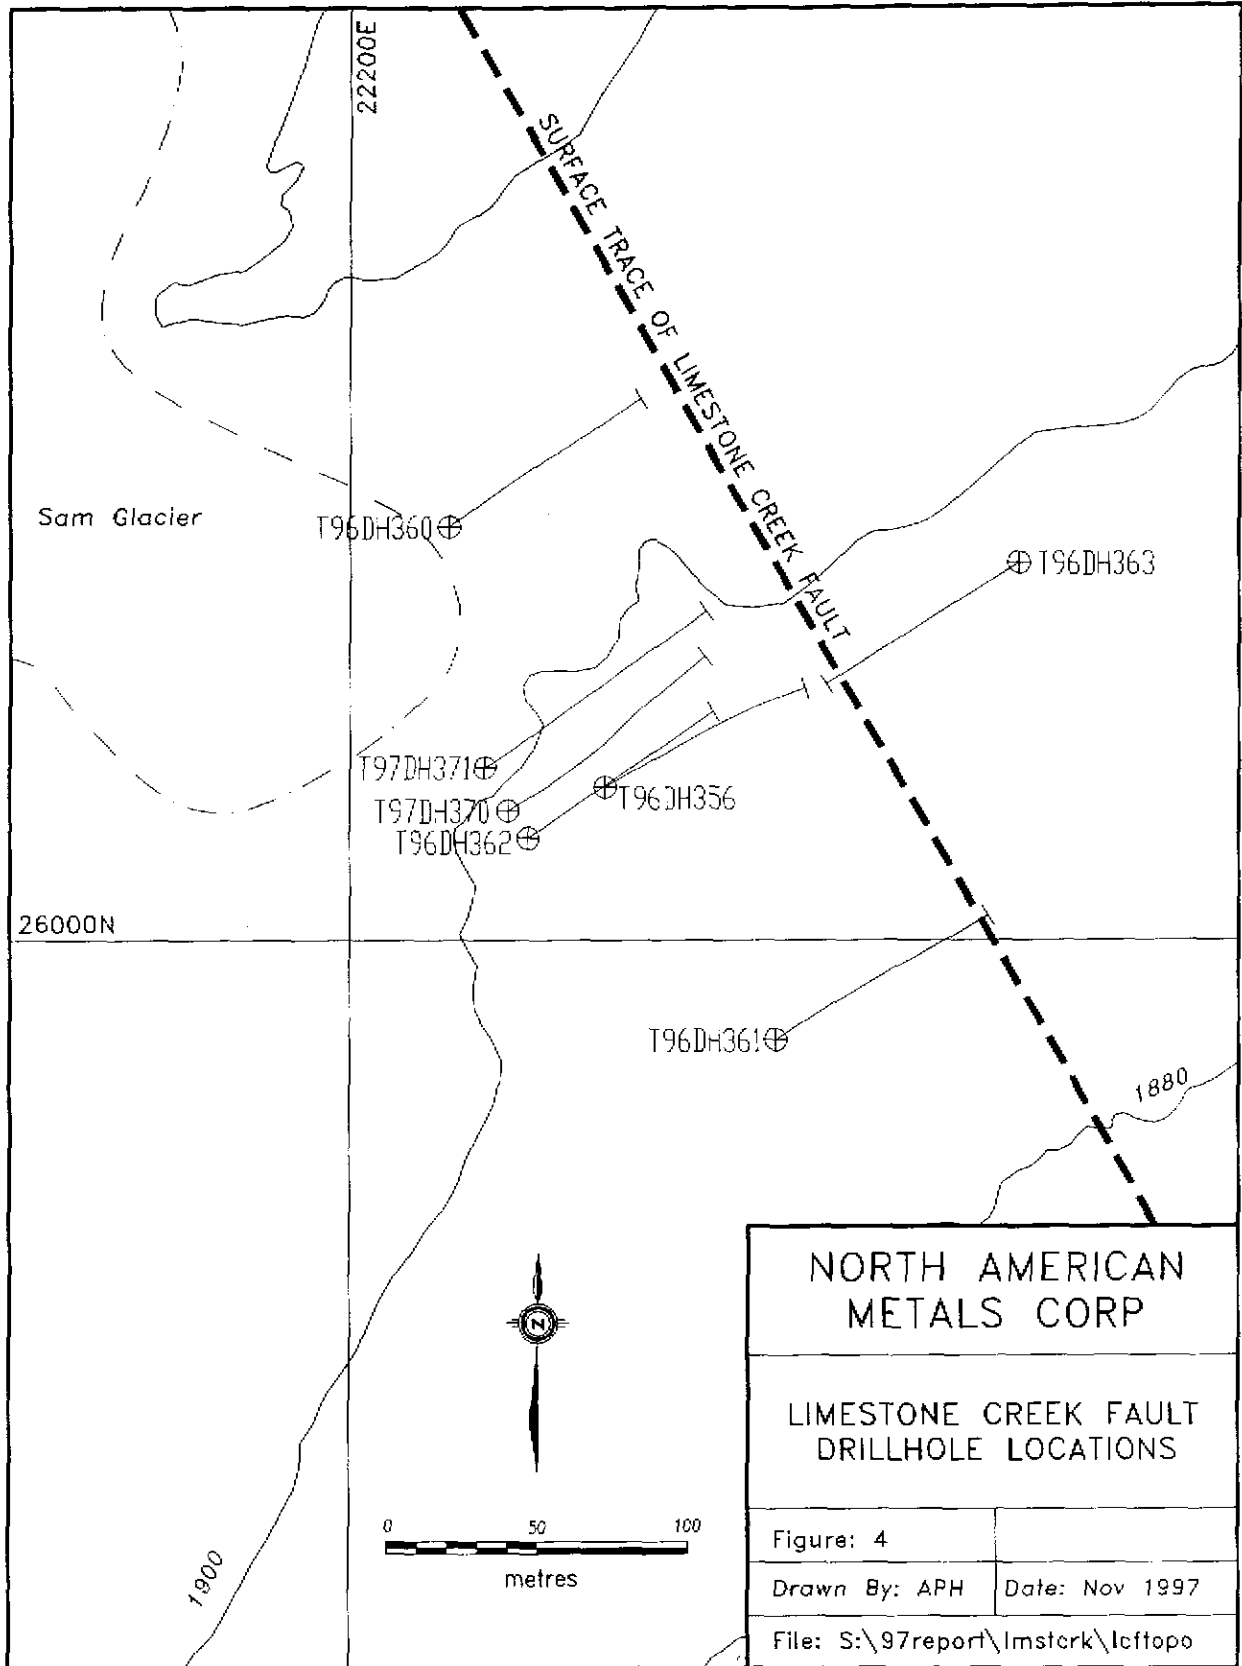 22200E
SURFACE TRACE OF LIMESTONE CREEK FAULT
Sam Glacier
T96DH360
T96DH363
T97DH371
T97DH370
T96DH356
T96DH362
26000N
T96DH361
1880
N
1900
0 50 100
metres
NORTH AMERICAN
METALS CORP
LIMESTONE CREEK FAULT
DRILLHOLE LOCATIONS
Figure: 4
Drawn By: APH
Date: Nov 1997
File: S:\97report\lmstcrk\lcftopo